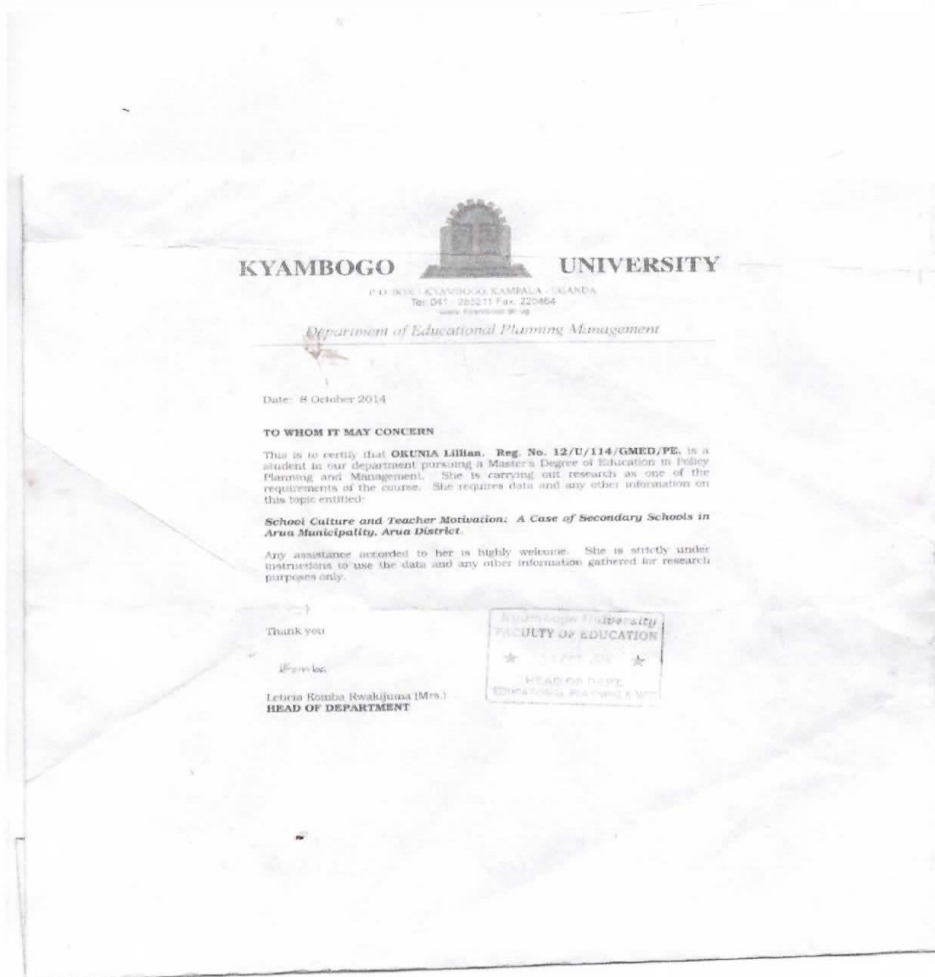 KYAMBOGO UNIVERSITY
P.O. BOX 1 KYAMBOGO, KAMPALA - UGANDA
Tel: 041 - 285211 Fax: 220464
Department of Educational Planning Management
Date: 8 October 2014
TO WHOM IT MAY CONCERN
This is to certify that OKUNIA Lillian. Reg. No. 12/U/114/GMED/PE. is a
student in our department pursuing a Master's Degree of Education in Policy
Planning and Management. She is carrying out research as one of the
requirements of the course. She requires data and any other information on
this topic entitled:
School Culture and Teacher Motivation: A Case of Secondary Schools in
Arua Municipality, Arua District.
Any assistance accorded to her is highly welcome. She is strictly under
instructions to use the data and any other information gathered for research
purposes only.
Thank you
Kyambogo University
FACULTY OF EDUCATION
HEAD OF DEPT.
Leticia Komba Rwakijuma (Mrs.)
HEAD OF DEPARTMENT